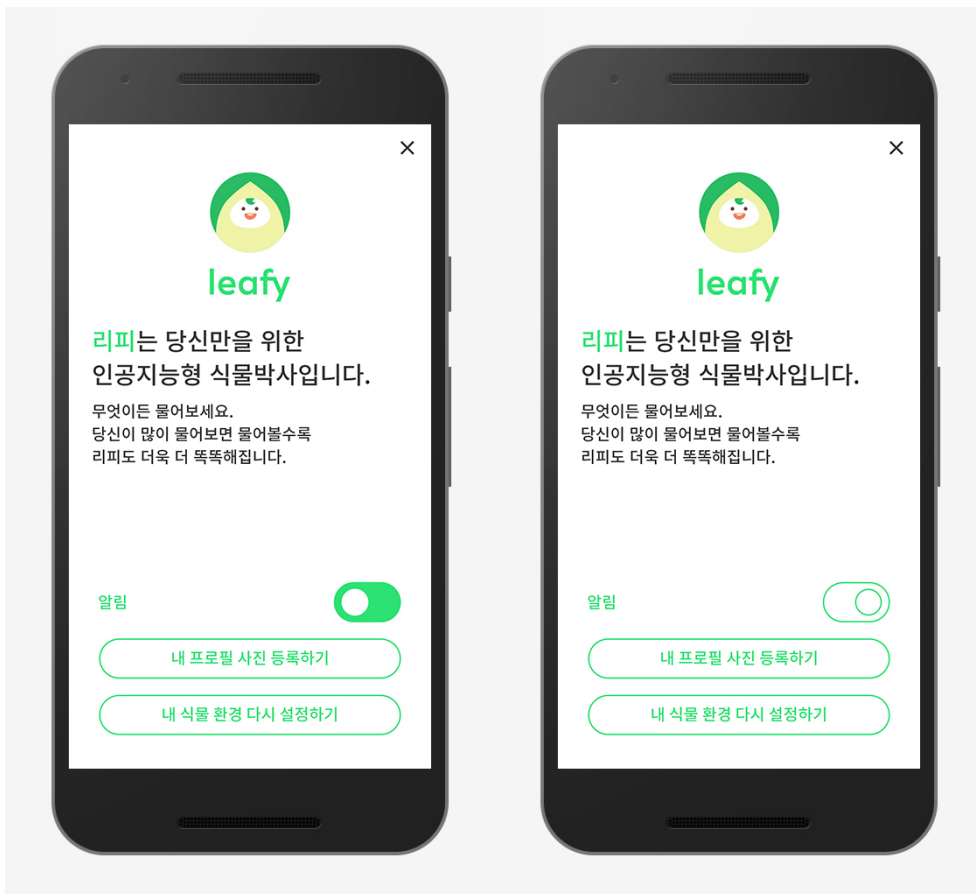 leafy
리피는 당신만을 위한
인공지능형 식물박사입니다.
무엇이든 물어보세요.
당신이 많이 물어보면 물어볼수록
리피도 더욱 더 똑똑해집니다.
알림
내 프로필 사진 등록하기
내 식물 환경 다시 설정하기
leafy
리피는 당신만을 위한
인공지능형 식물박사입니다.
무엇이든 물어보세요.
당신이 많이 물어보면 물어볼수록
리피도 더욱 더 똑똑해집니다.
알림
내 프로필 사진 등록하기
내 식물 환경 다시 설정하기